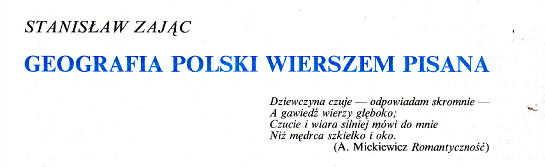 STANISŁAW ZAJĄC
GEOGRAFIA POLSKI WIERSZEM PISANA
Dziewczyna czuje — odpowiadam skromnie —
A gawiedź wierzy głęboko;
Czucie i wiara silniej mówi do mnie
Niż mędrca szkiełko i oko.
(A. Mickiewicz Romantyczność)